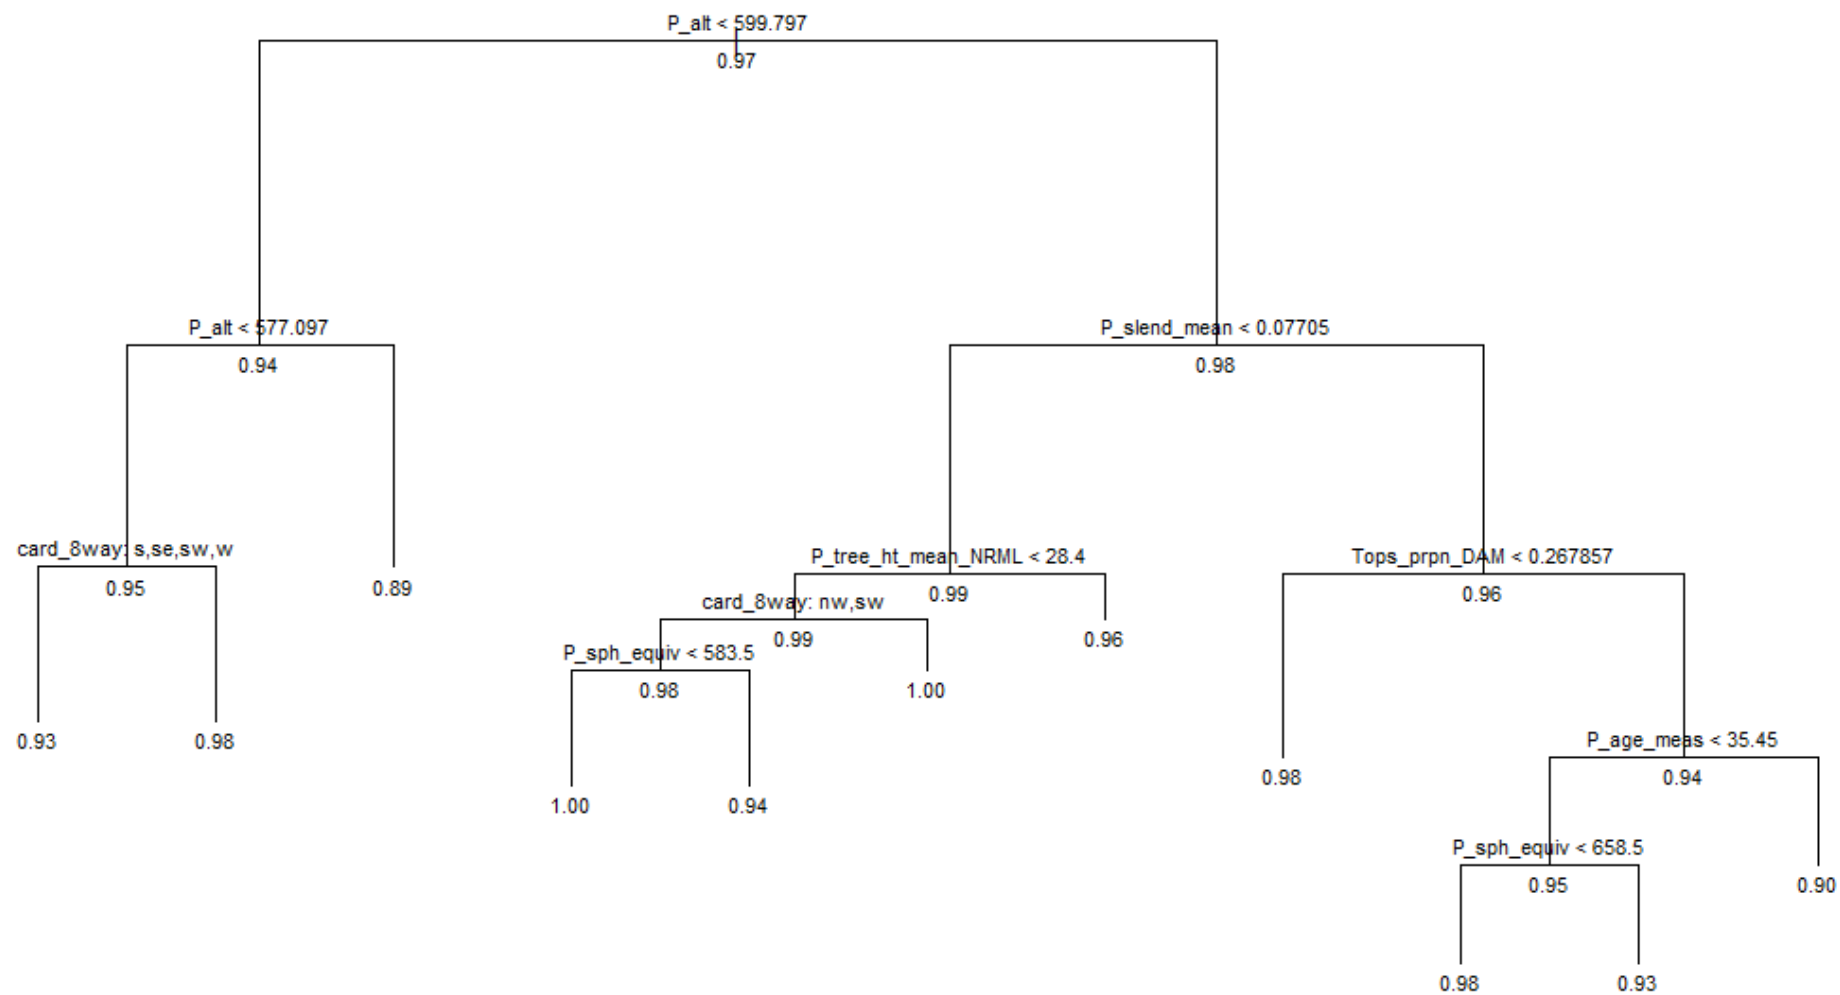 P_alt < 599.797
0.97
P_alt < 577.097
P_slend_mean < 0.07705
0.94
0.98
card_8way: s,se,sw,w
P_tree_ht_mean_NRML < 28.4
Tops_prpn_DAM < 0.267857
0.95
0.89
0.99
0.96
card_8way: nw,sw
0.99
0.96
P_sph_equiv < 583.5
0.98
1.00
0.93
0.98
P_age_meas < 35.45
0.98
0.94
1.00
0.94
P_sph_equiv < 658.5
0.95
0.90
0.98
0.93